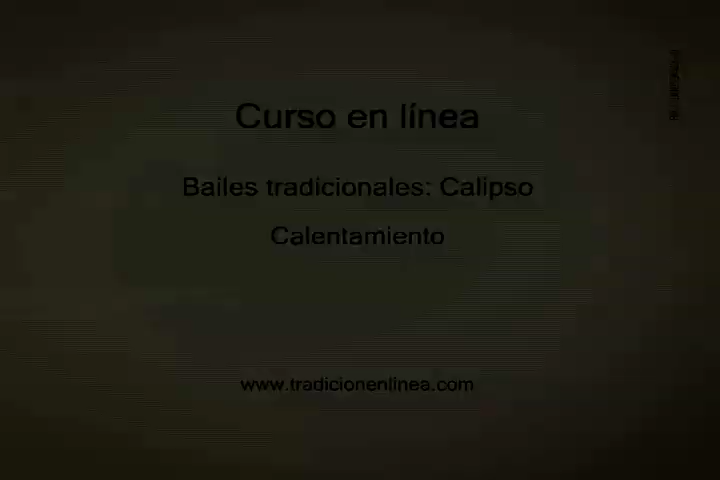 Curso en línea
Bailes tradicionales: Calipso
Calentamiento
www.tradicionenlinea.com